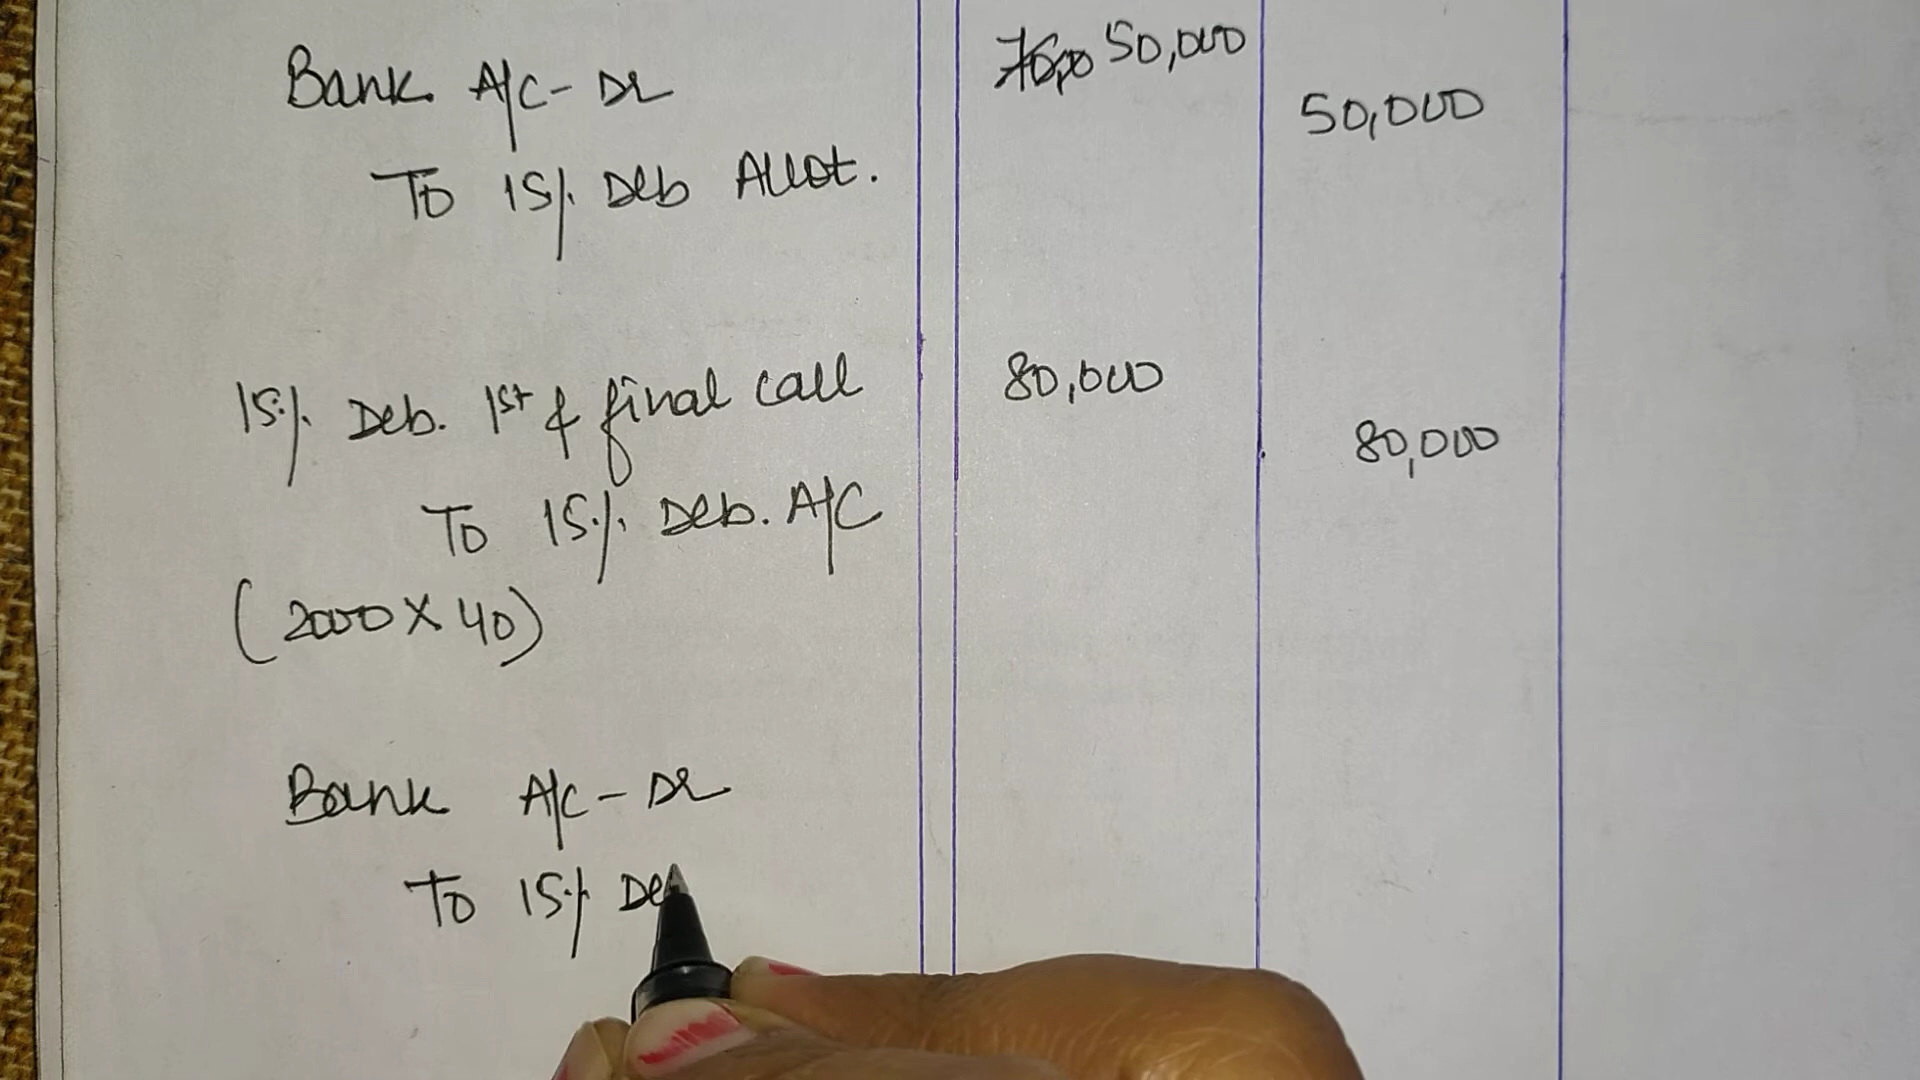 Bank A/C - Dr 50,000
50,000
To 15% Deb Allot.
15% Deb. 1st & final call 80,000
80,000
To 15% Deb. A/C
(2000 X 40)
Bank A/C - Dr
To 15% De